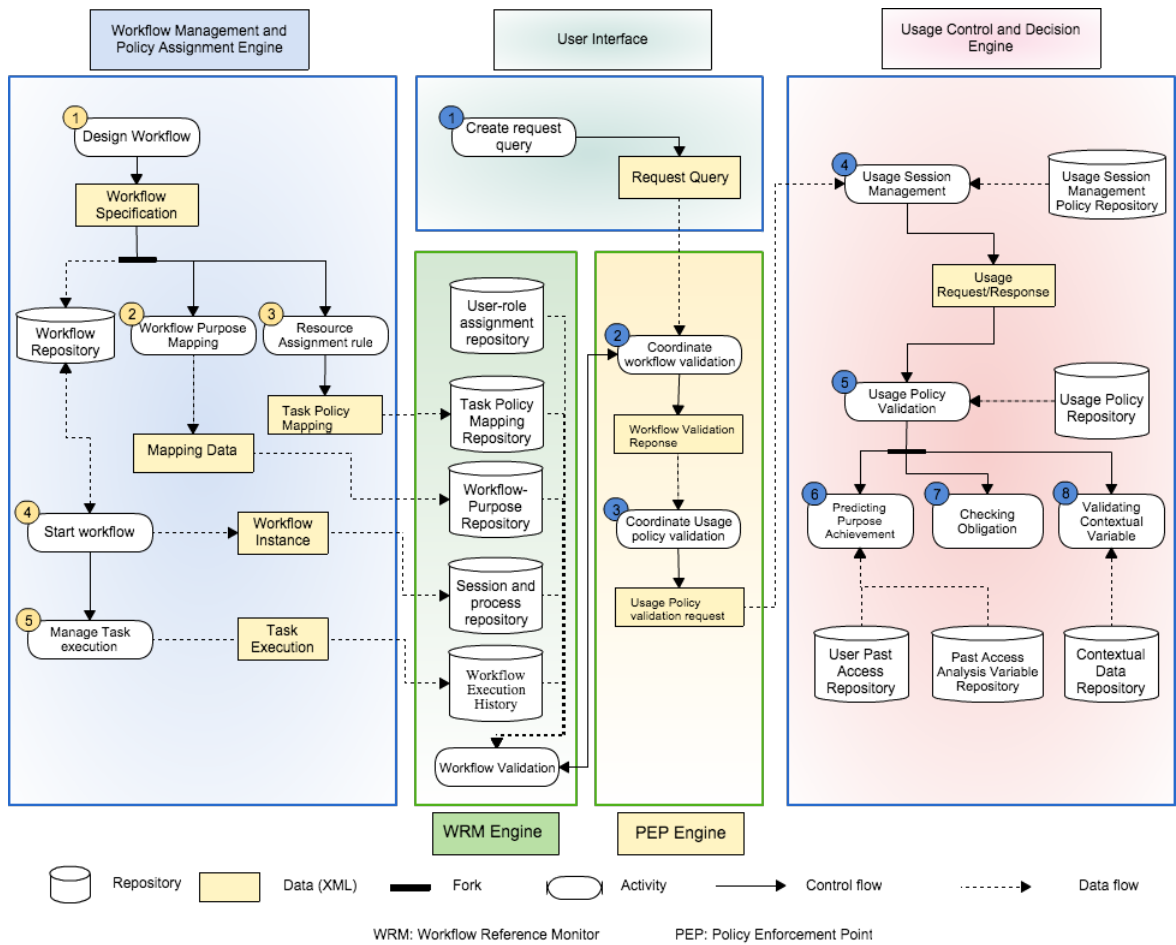 Workflow Management and
Policy Assignment Engine
User Interface
Usage Control and Decision
Engine
1
Design Workflow
Workflow
Specification
Workflow
Repository
2
Workflow Purpose
Mapping
3
Resource
Assignment rule
Task Policy
Mapping
Mapping Data
4
Start workflow
Workflow
Instance
5
Manage Task
execution
Task
Execution
1
Create request
query
Request Query
User-role
assignment
repository
Task Policy
Mapping
Repository
Workflow-
Purpose
Repository
Session and
process
repository
Workflow
Execution
History
Workflow Validation
WRM Engine
2
Coordinate
workflow validation
Workflow Validation
Reponse
3
Coordinate Usage
policy validation
Usage Policy
validation request
PEP Engine
4
Usage Session
Management
Usage Session
Management
Policy Repository
Usage
Request/Response
5
Usage Policy
Validation
Usage Policy
Repository
6
Predicting
Purpose
Achievement
7
Checking
Obligation
8
Validating
Contextual
Variable
User Past
Access
Repository
Past Access
Analysis Variable
Repository
Contextual
Data
Repository
Repository
Data (XML)
Fork
Activity
Control flow
Data flow
WRM: Workflow Reference Monitor
PEP: Policy Enforcement Point